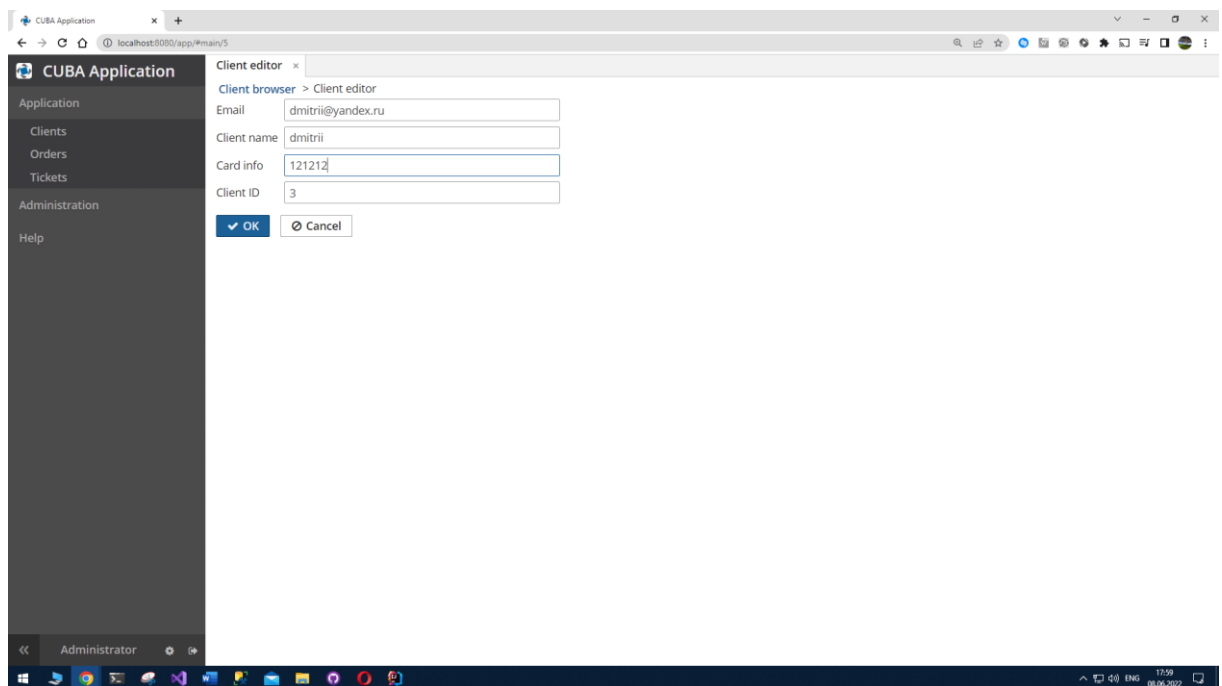 CUBA Application
localhost:8080/app/#main/5
CUBA Application
Application
Clients
Orders
Tickets
Administration
Help
Administrator
Client editor
Client browser > Client editor
Email dmitrii@yandex.ru
Client name dmitrii
Card info 121212
Client ID 3
OK Cancel
ENG
17:59
08.06.2022